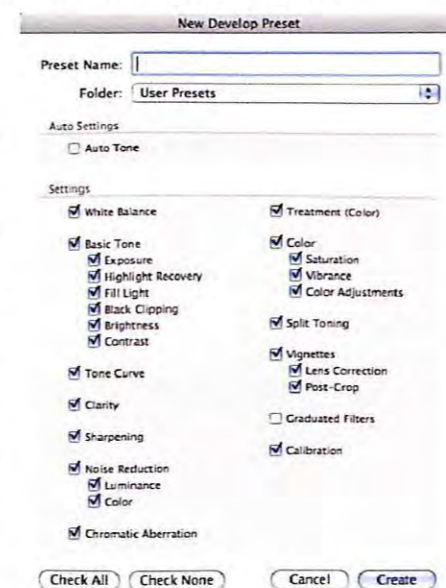 New Develop Preset
Preset Name:
Folder: User Presets
Auto Settings
Auto Tone
Settings
White Balance
Basic Tone
Exposure
Highlight Recovery
Fill Light
Black Clipping
Brightness
Contrast
Tone Curve
Clarity
Sharpening
Noise Reduction
Luminance
Color
Chromatic Aberration
Treatment (Color)
Color
Saturation
Vibrance
Color Adjustments
Split Toning
Vignettes
Lens Correction
Post-Crop
Graduated Filters
Calibration
Check All Check None Cancel Create